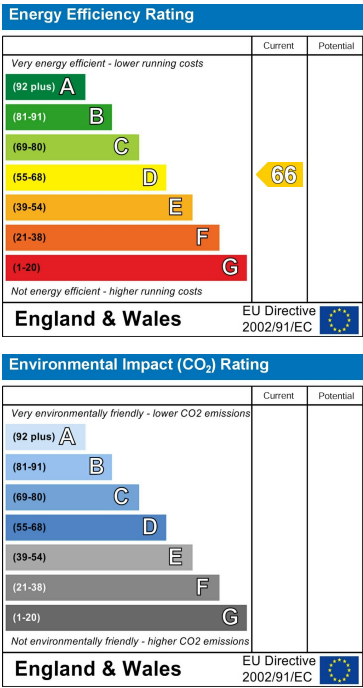 Energy Efficiency Rating
Current Potential
Very energy efficient - lower running costs
(92 plus) A
(81-91) B
(69-80) C
(55-68) D 66
(39-54) E
(21-38) F
(1-20) G
Not energy efficient - higher running costs
England & Wales EU Directive
2002/91/EC
Environmental Impact (CO₂) Rating
Current Potential
Very environmentally friendly - lower CO2 emissions
(92 plus) A
(81-91) B
(69-80) C
(55-68) D
(39-54) E
(21-38) F
(1-20) G
Not environmentally friendly - higher CO2 emissions
England & Wales EU Directive
2002/91/EC